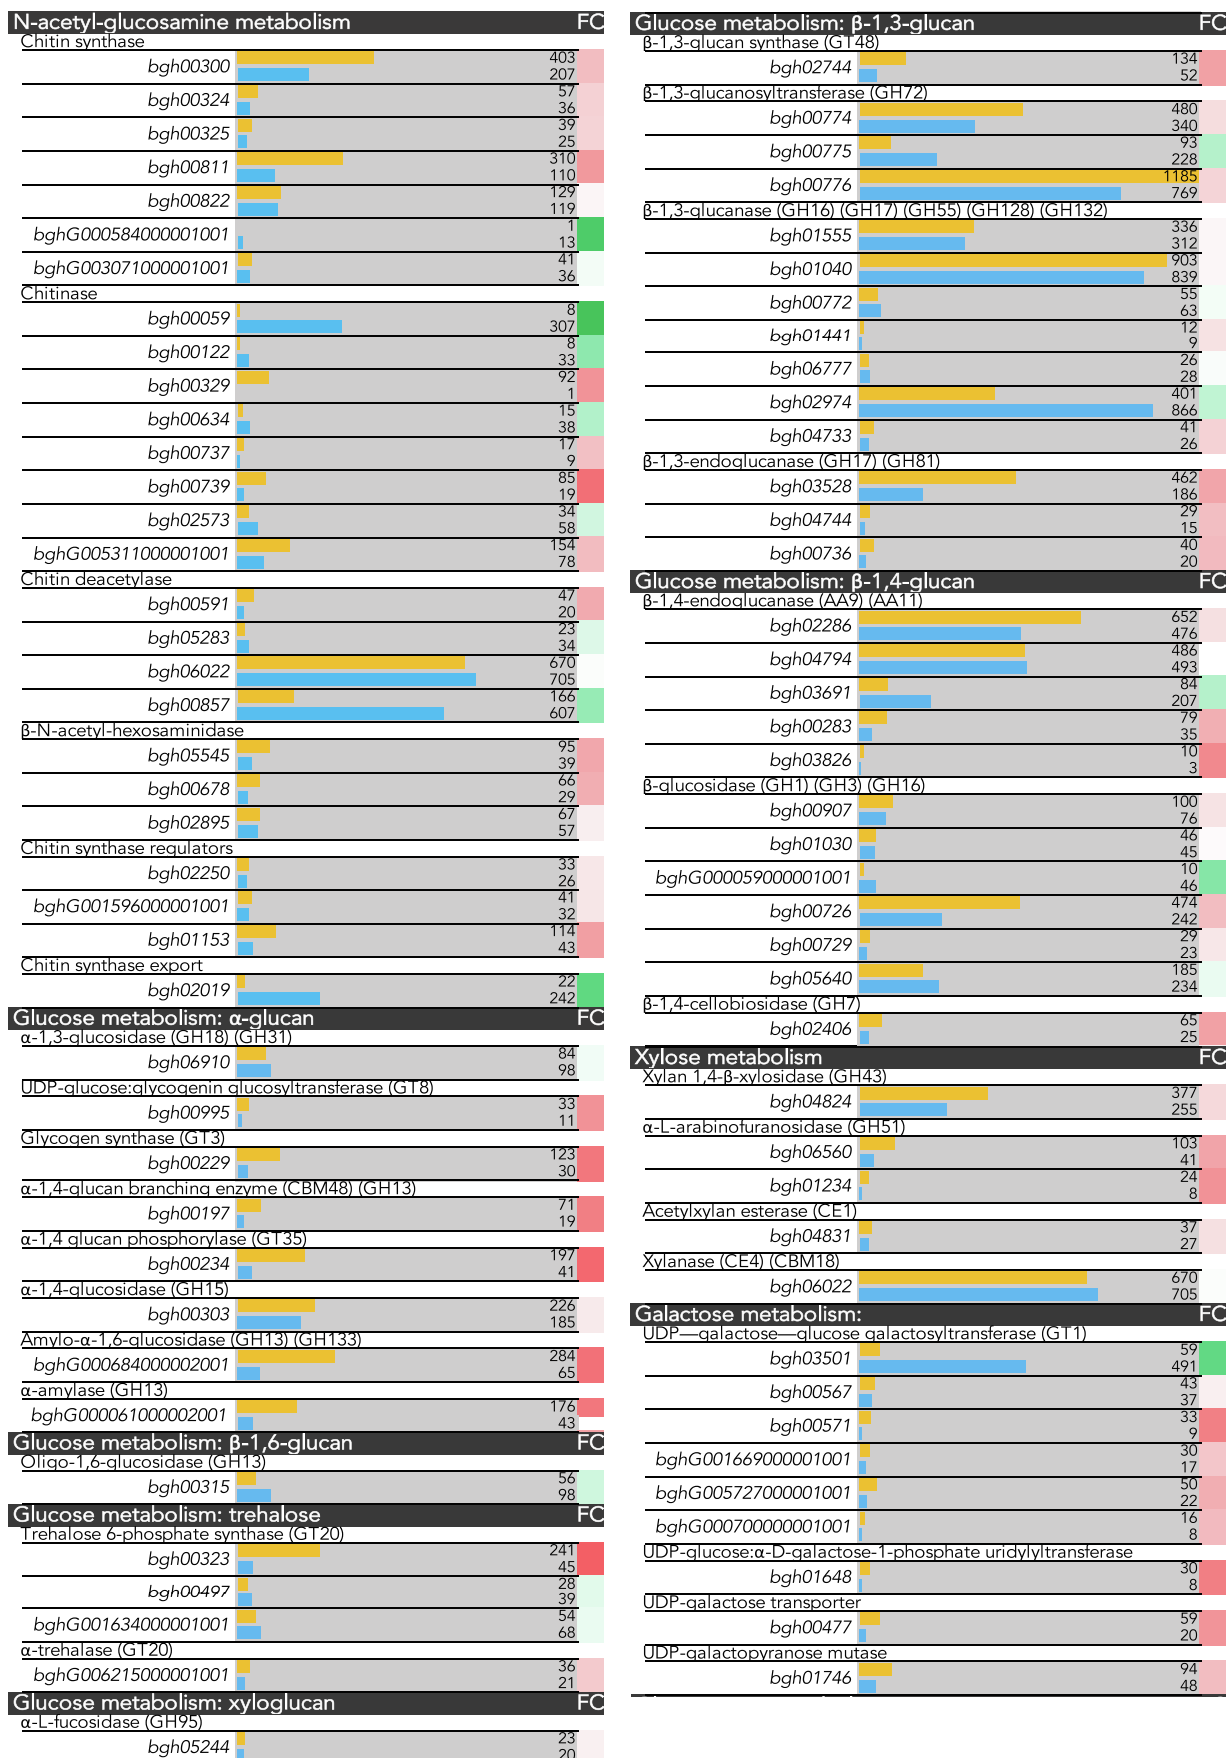 N-acetyl-glucosamine metabolism FC
Chitin synthase
bgh00300 403
207
bgh00324 57
36
bgh00325 39
25
bgh00811 310
110
bgh00822 129
119
bghG000584000001001 1
13
bghG003071000001001 41
36
Chitinase
bgh00059 8
307
bgh00122 8
33
bgh00329 92
1
bgh00634 15
38
bgh00737 17
9
bgh00739 85
19
bgh02573 34
58
bghG005311000001001 154
78
Chitin deacetylase
bgh00591 47
20
bgh05283 23
34
bgh06022 670
705
bgh00857 166
607
β-N-acetyl-hexosaminidase
bgh05545 95
39
bgh00678 66
29
bgh02895 67
57
Chitin synthase regulators
bgh02250 33
26
bghG001596000001001 41
32
bgh01153 114
43
Chitin synthase export
bgh02019 22
242
Glucose metabolism: α-glucan FC
α-1,3-glucosidase (GH18) (GH31)
bgh06910 84
98
UDP-glucose:glycogenin glucosyltransferase (GT8)
bgh00995 33
11
Glycogen synthase (GT3)
bgh00229 123
30
α-1,4-glucan branching enzyme (CBM48) (GH13)
bgh00197 71
19
α-1,4 glucan phosphorylase (GT35)
bgh00234 197
41
α-1,4-glucosidase (GH15)
bgh00303 226
185
Amylo-α-1,6-glucosidase (GH13) (GH133)
bghG000684000002001 284
65
α-amylase (GH13)
bghG000061000002001 176
43
Glucose metabolism: β-1,6-glucan FC
Oligo-1,6-glucosidase (GH13)
bgh00315 56
98
Glucose metabolism: trehalose FC
Trehalose 6-phosphate synthase (GT20)
bgh00323 241
45
bgh00497 28
39
bghG001634000001001 54
68
α-trehalase (GT20)
bghG006215000001001 36
21
Glucose metabolism: xyloglucan FC
α-L-fucosidase (GH95)
bgh05244 23
20
Glucose metabolism: β-1,3-glucan FC
β-1,3-glucan synthase (GT48)
bgh02744 134
52
β-1,3-glucanosyltransferase (GH72)
bgh00774 480
340
bgh00775 93
228
bgh00776 1185
769
β-1,3-glucanase (GH16) (GH17) (GH55) (GH128) (GH132)
bgh01555 336
312
bgh01040 903
839
bgh00772 55
63
bgh01441 12
9
bgh06777 26
28
bgh02974 401
866
bgh04733 41
26
β-1,3-endoglucanase (GH17) (GH81)
bgh03528 462
186
bgh04744 29
15
bgh00736 40
20
Glucose metabolism: β-1,4-glucan FC
β-1,4-endoglucanase (AA9) (AA11)
bgh02286 652
476
bgh04794 486
493
bgh03691 84
207
bgh00283 79
35
bgh03826 10
3
β-glucosidase (GH1) (GH3) (GH16)
bgh00907 100
76
bgh01030 46
45
bghG000059000001001 10
46
bgh00726 474
242
bgh00729 29
23
bgh05640 185
234
β-1,4-cellobiosidase (GH7)
bgh02406 65
25
Xylose metabolism FC
Xylan 1,4-β-xylosidase (GH43)
bgh04824 377
255
α-L-arabinofuranosidase (GH51)
bgh06560 103
41
bgh01234 24
8
Acetylxylan esterase (CE1)
bgh04831 37
27
Xylanase (CE4) (CBM18)
bgh06022 670
705
Galactose metabolism: FC
UDP—galactose—glucose galactosyltransferase (GT1)
bgh03501 59
491
bgh00567 43
37
bgh00571 33
9
bghG001669000001001 30
17
bghG005727000001001 50
22
bghG000700000001001 16
8
UDP-glucose:α-D-galactose-1-phosphate uridylyltransferase
bgh01648 30
8
UDP-galactose transporter
bgh00477 59
20
UDP-galactopyranose mutase
bgh01746 94
48